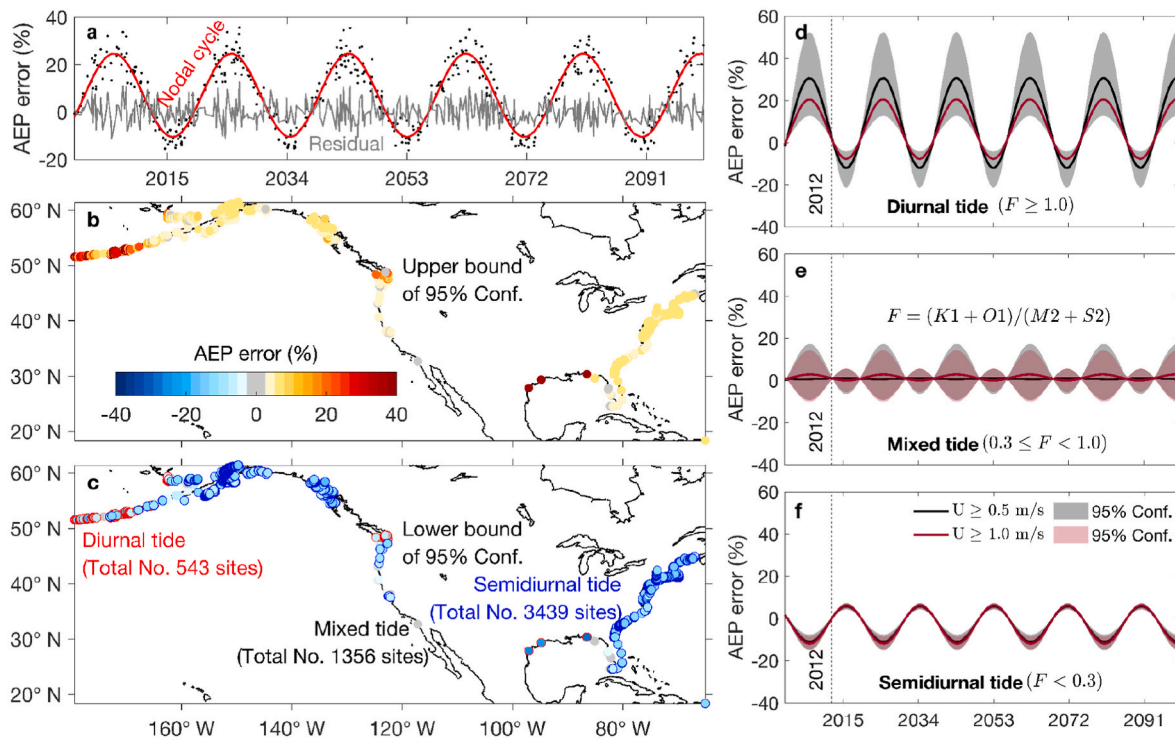 a
AEP error (%)
40
20
0
-20
Nodal cycle
Residual
2015
2034
2053
2072
2091
b
60° N
50° N
40° N
30° N
20° N
Upper bound
of 95% Conf.
AEP error (%)
-40
-20
0
20
40
c
60° N
50° N
40° N
30° N
20° N
Lower bound
of 95% Conf.
Diurnal tide
(Total No. 543 sites)
Semidiurnal tide
(Total No. 3439 sites)
Mixed tide
(Total No. 1356 sites)
160° W
140° W
120° W
100° W
80° W
d
AEP error (%)
60
40
20
0
-20
-40
2012
Diurnal tide (F ≥ 1.0)
e
AEP error (%)
60
40
20
0
-20
-40
F = (K1 + O1)/(M2 + S2)
2012
Mixed tide (0.3 ≤ F < 1.0)
f
AEP error (%)
60
40
20
0
-20
-40
U ≥ 0.5 m/s 95% Conf.
U ≥ 1.0 m/s 95% Conf.
2012
Semidiurnal tide (F < 0.3)
2015
2034
2053
2072
2091